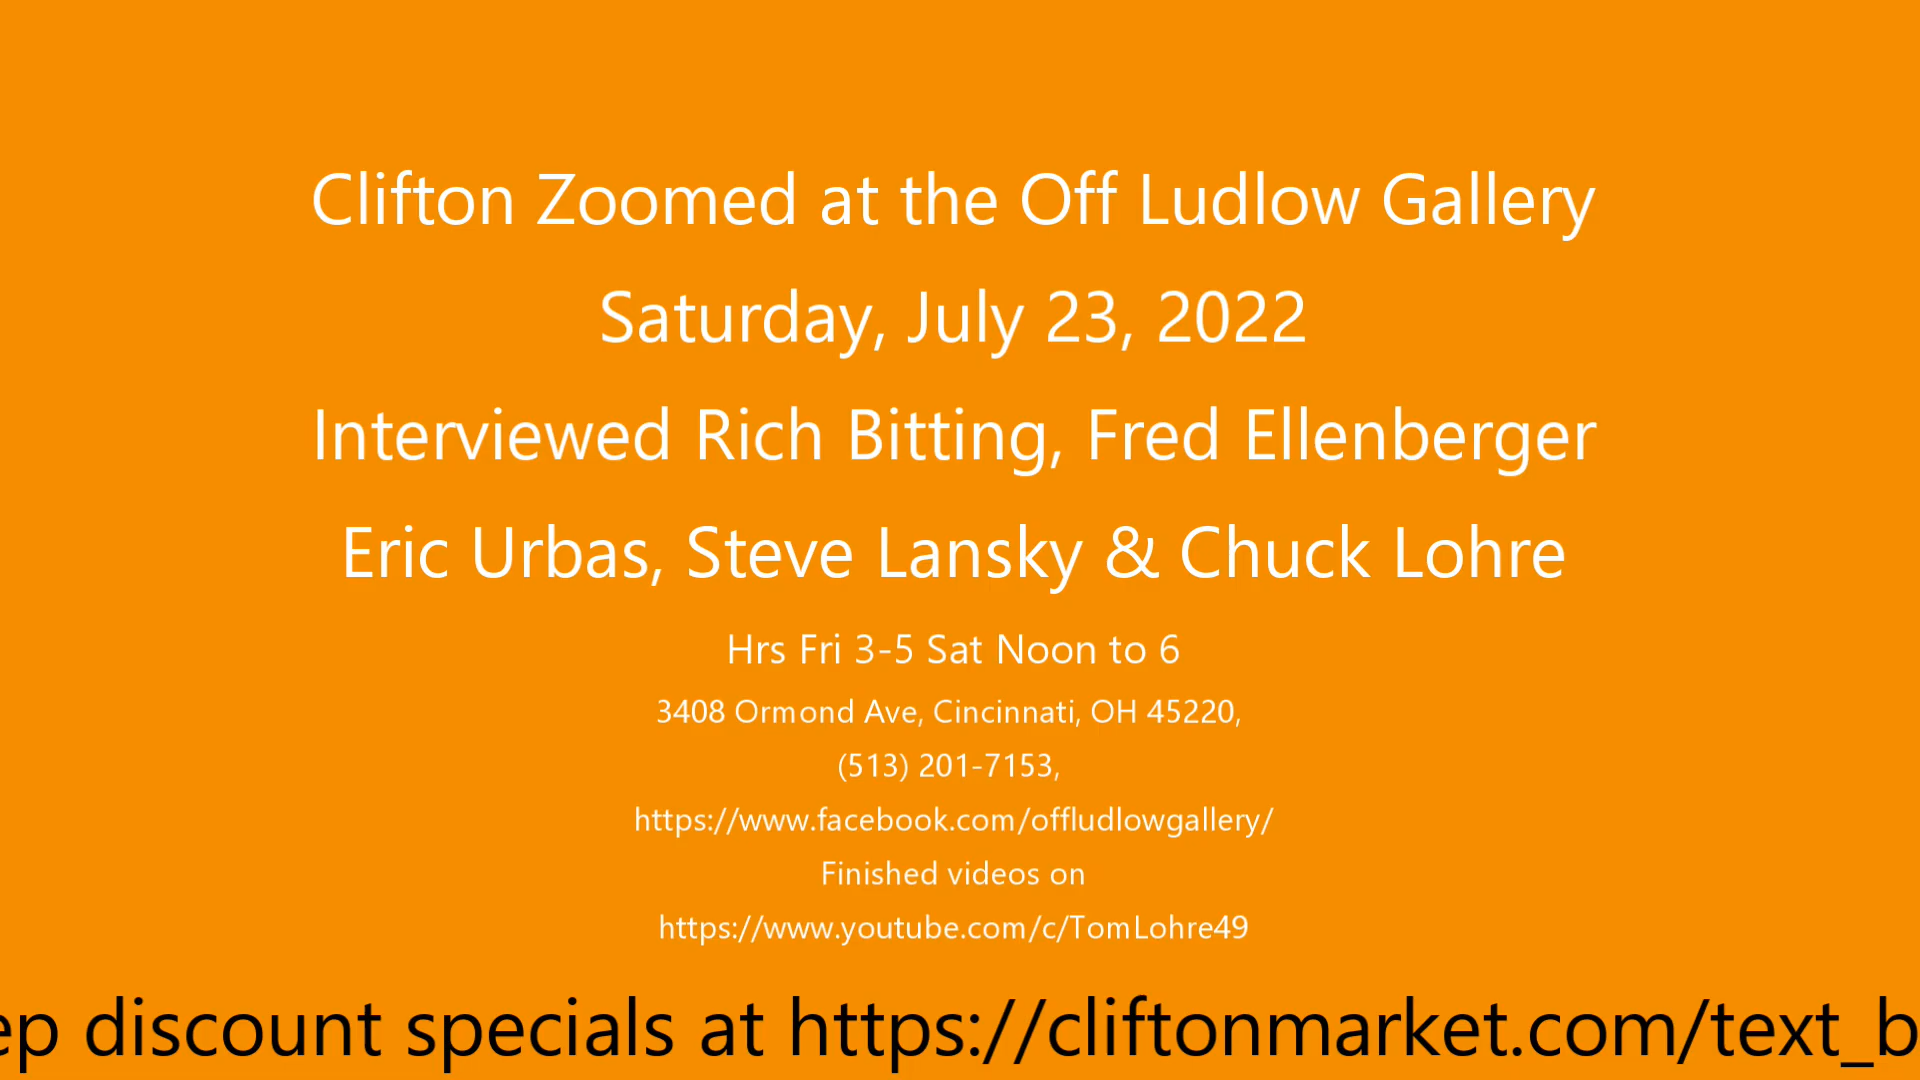 Clifton Zoomed at the Off Ludlow Gallery
Saturday, July 23, 2022
Interviewed Rich Bitting, Fred Ellenberger
Eric Urbas, Steve Lansky & Chuck Lohre
Hrs Fri 3-5 Sat Noon to 6
3408 Ormond Ave, Cincinnati, OH 45220,
(513) 201-7153,
https://www.facebook.com/offludlowgallery/
Finished videos on
https://www.youtube.com/c/TomLohre49
ep discount specials at https://cliftonmarket.com/text_b